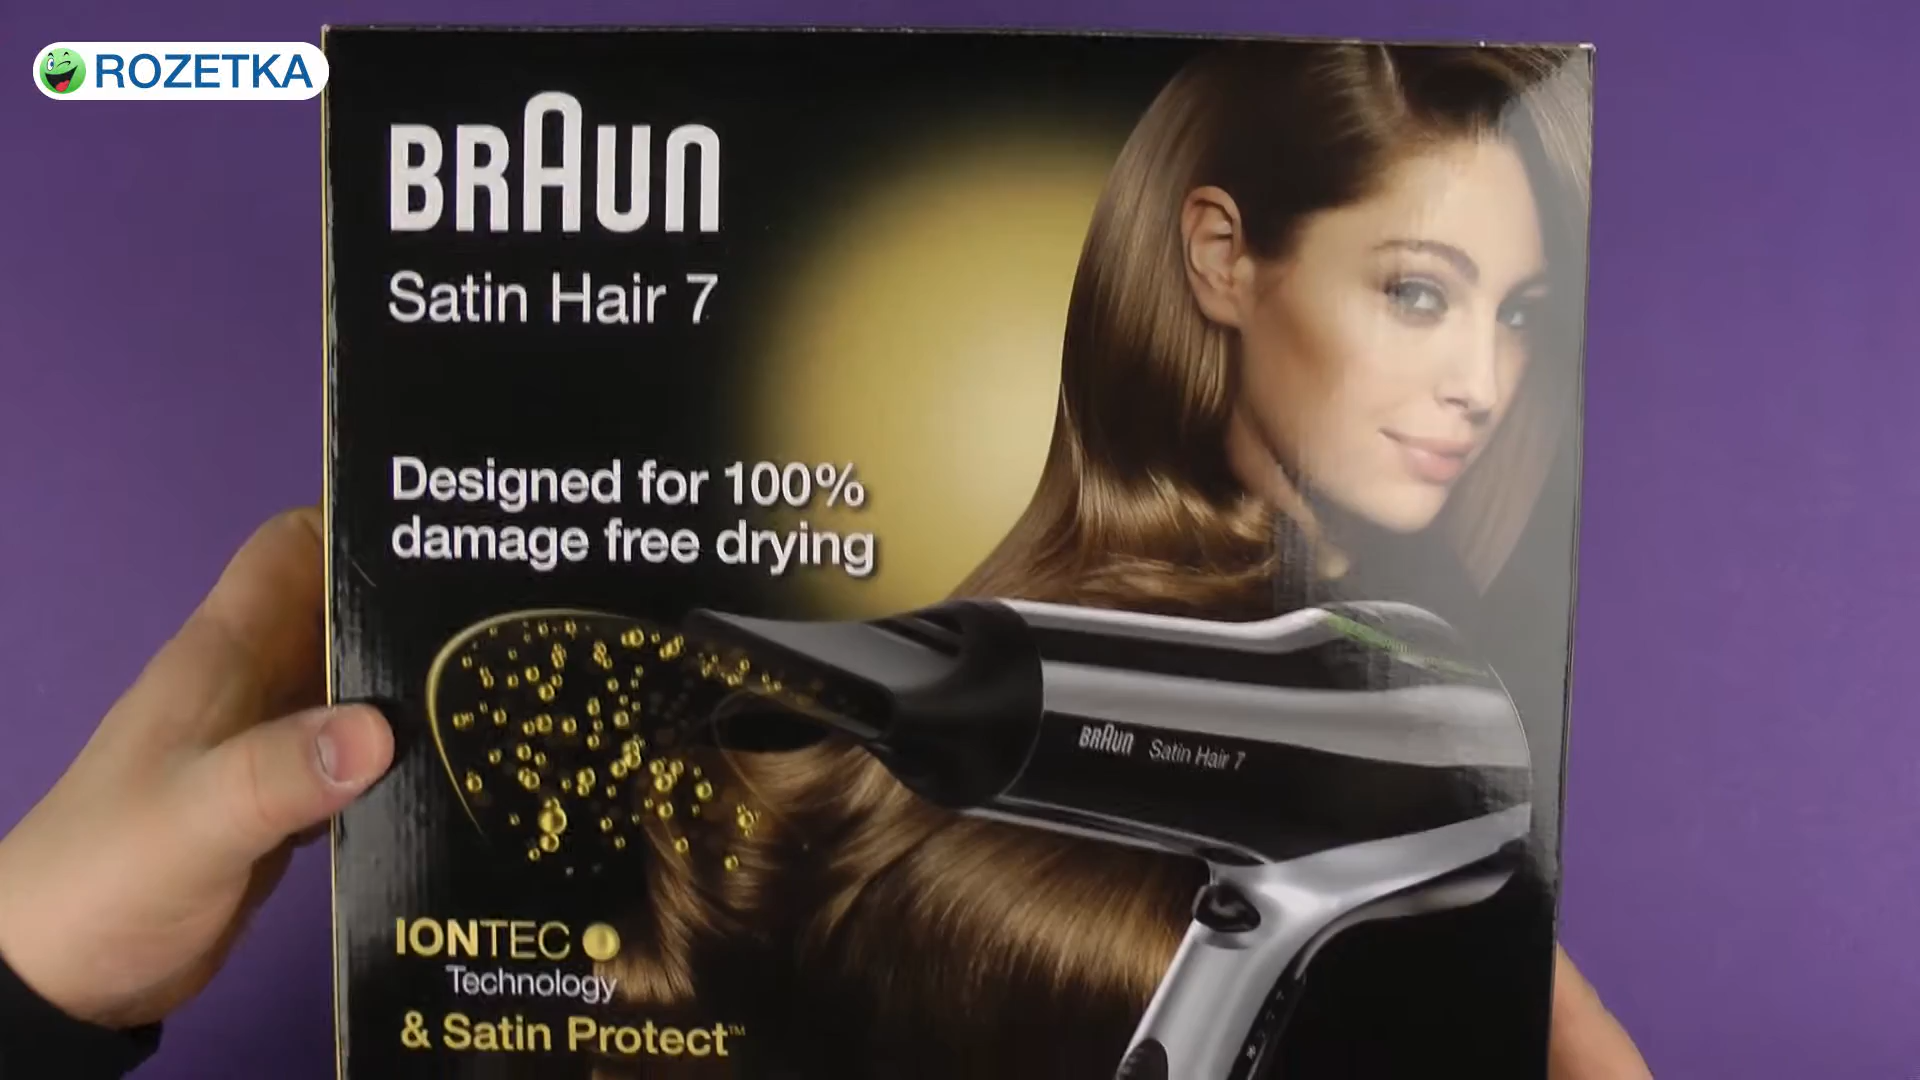 ROZETKA
BRAUN
Satin Hair 7
Designed for 100%
damage free drying
BRAUN Satin Hair 7
IONTEC
Technology
& Satin Protect™